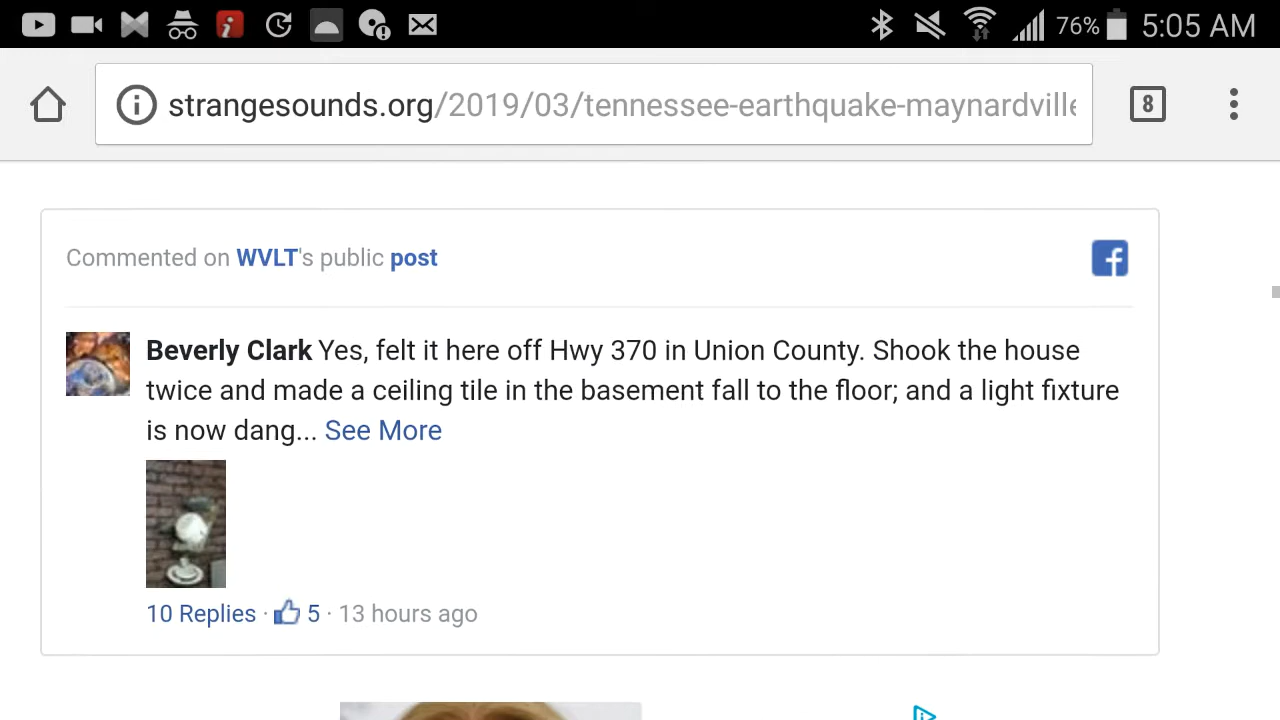 76% 5:05 AM
strangesounds.org/2019/03/tennessee-earthquake-maynardville
8
Commented on WVLT's public post
Beverly Clark Yes, felt it here off Hwy 370 in Union County. Shook the house
twice and made a ceiling tile in the basement fall to the floor; and a light fixture
is now dang... See More
10 Replies · 5 · 13 hours ago